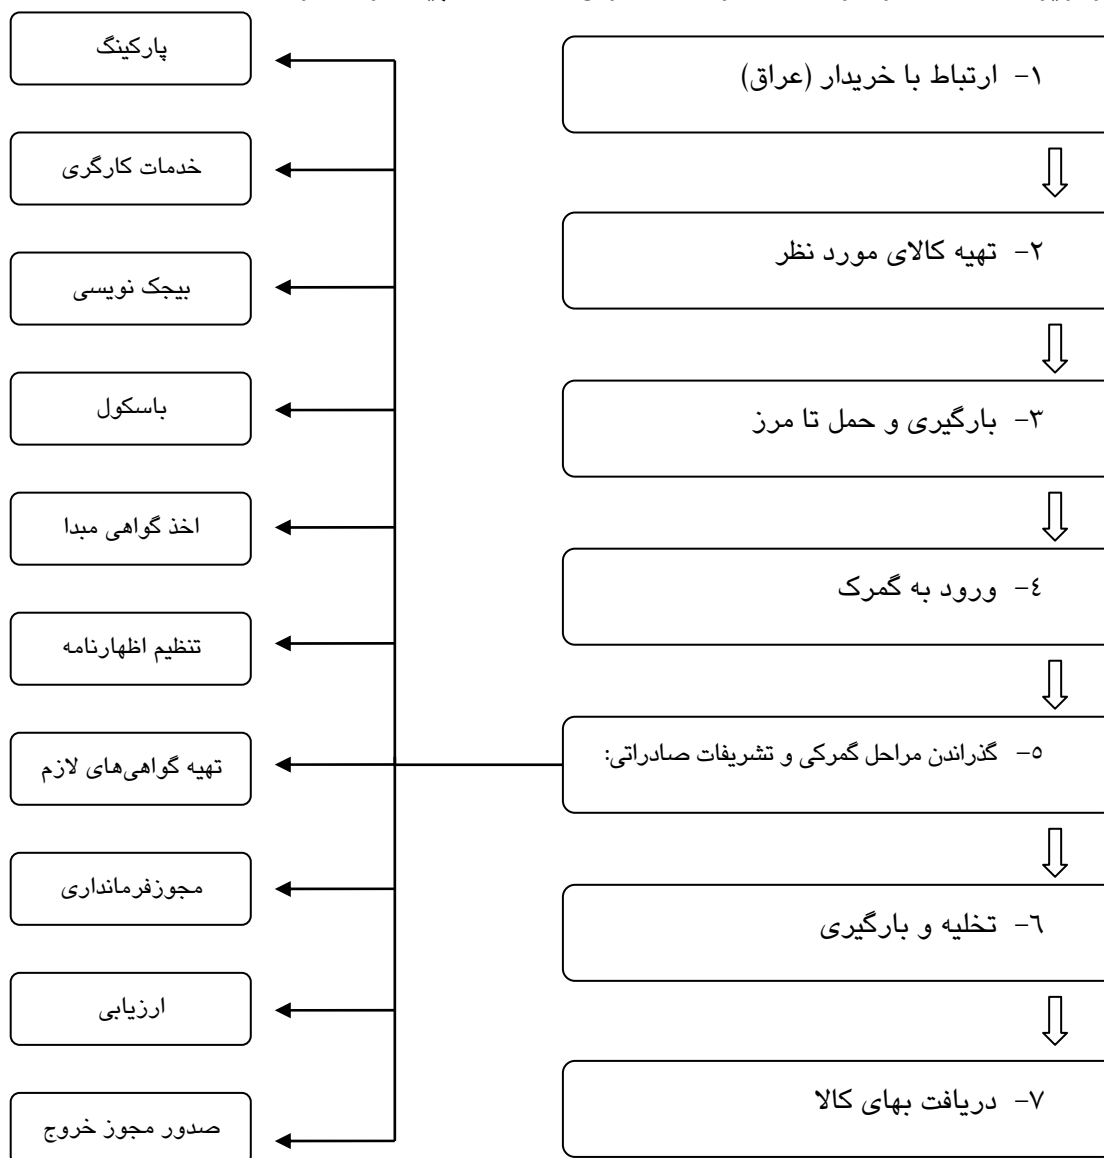 ۱- ارتباط با خریدار (عراق)
۲- تهیه کالای مورد نظر
۳- بارگیری و حمل تا مرز
٤- ورود به گمرک
٥- گذراندن مراحل گمرکی و تشریفات صادراتی:
٦- تخلیه و بارگیری
۷- دریافت بهای کالا
پارکینگ
خدمات کارگری
بیجک نویسی
باسکول
اخذ گواهی مبدا
تنظیم اظهارنامه
تهیه گواهی‌های لازم
مجوزفرمانداری
ارزیابی
صدور مجوز خروج